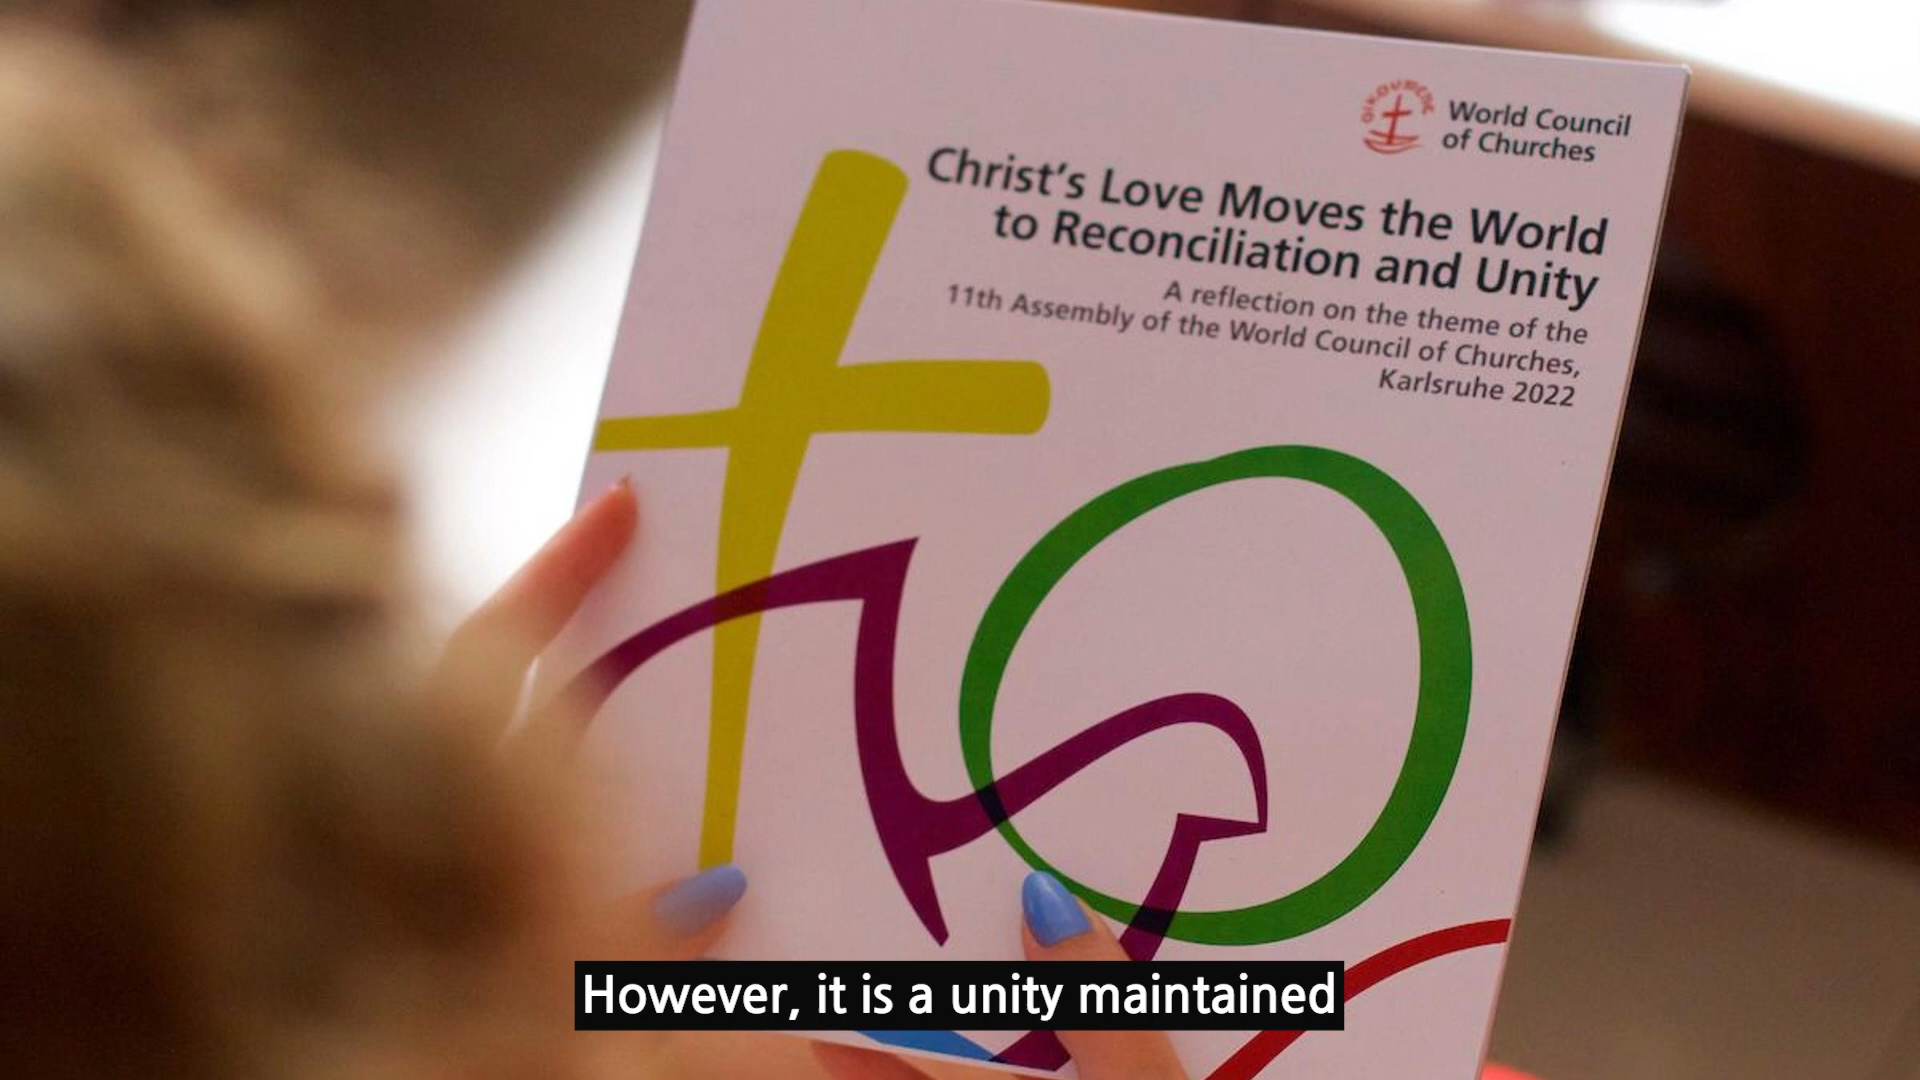 OIKOUMENE
World Council
of Churches
Christ's Love Moves the World
to Reconciliation and Unity
A reflection on the theme of the
11th Assembly of the World Council of Churches,
Karlsruhe 2022
However, it is a unity maintained